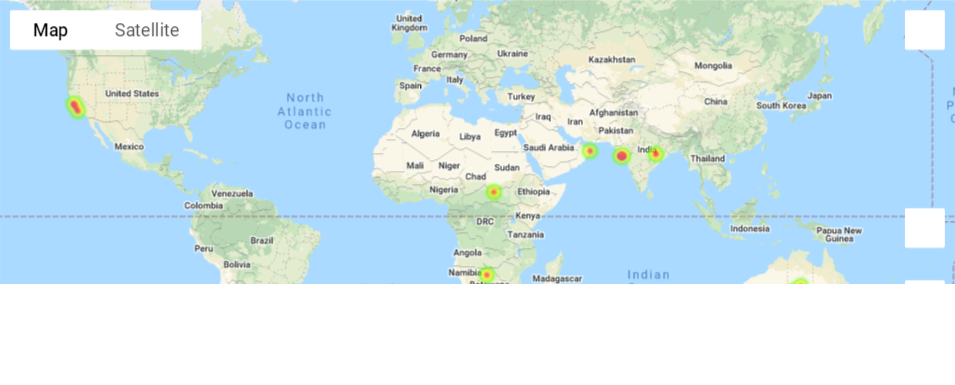 Map
Satellite
United
Kingdom
Poland
Germany
Ukraine
France
Italy
Spain
Turkey
Kazakhstan
Mongolia
China
South Korea
Japan
United States
North
Atlantic
Ocean
Mexico
Iraq
Iran
Afghanistan
Pakistan
Algeria
Libya
Egypt
Saudi Arabia
India
Thailand
Mali
Niger
Chad
Sudan
Nigeria
Ethiopia
Venezuela
Colombia
DRC
Kenya
Tanzania
Indonesia
Papua New
Guinea
Peru
Brazil
Bolivia
Angola
Namibia
Madagascar
Indian